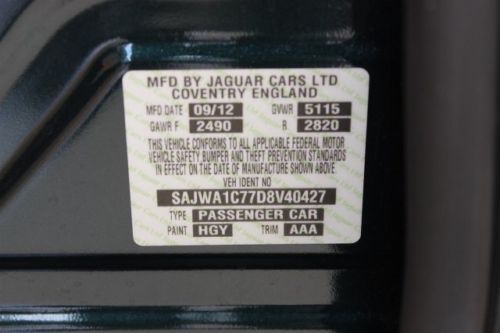 MFD BY JAGUAR CARS LTD
COVENTRY ENGLAND
MFD DATE 09/12 GVWR 5115
GAWR F 2490 R 2820
THIS VEHICLE CONFORMS TO ALL APPLICABLE FEDERAL MOTOR
VEHICLE SAFETY, BUMPER AND THEFT PREVENTION STANDARDS
IN EFFECT ON THE DATE OF MANUFACTURE SHOWN ABOVE
VEH IDENT NO
SAJWA1C77D8V40427
TYPE PASSENGER CAR
PAINT HGY TRIM AAA